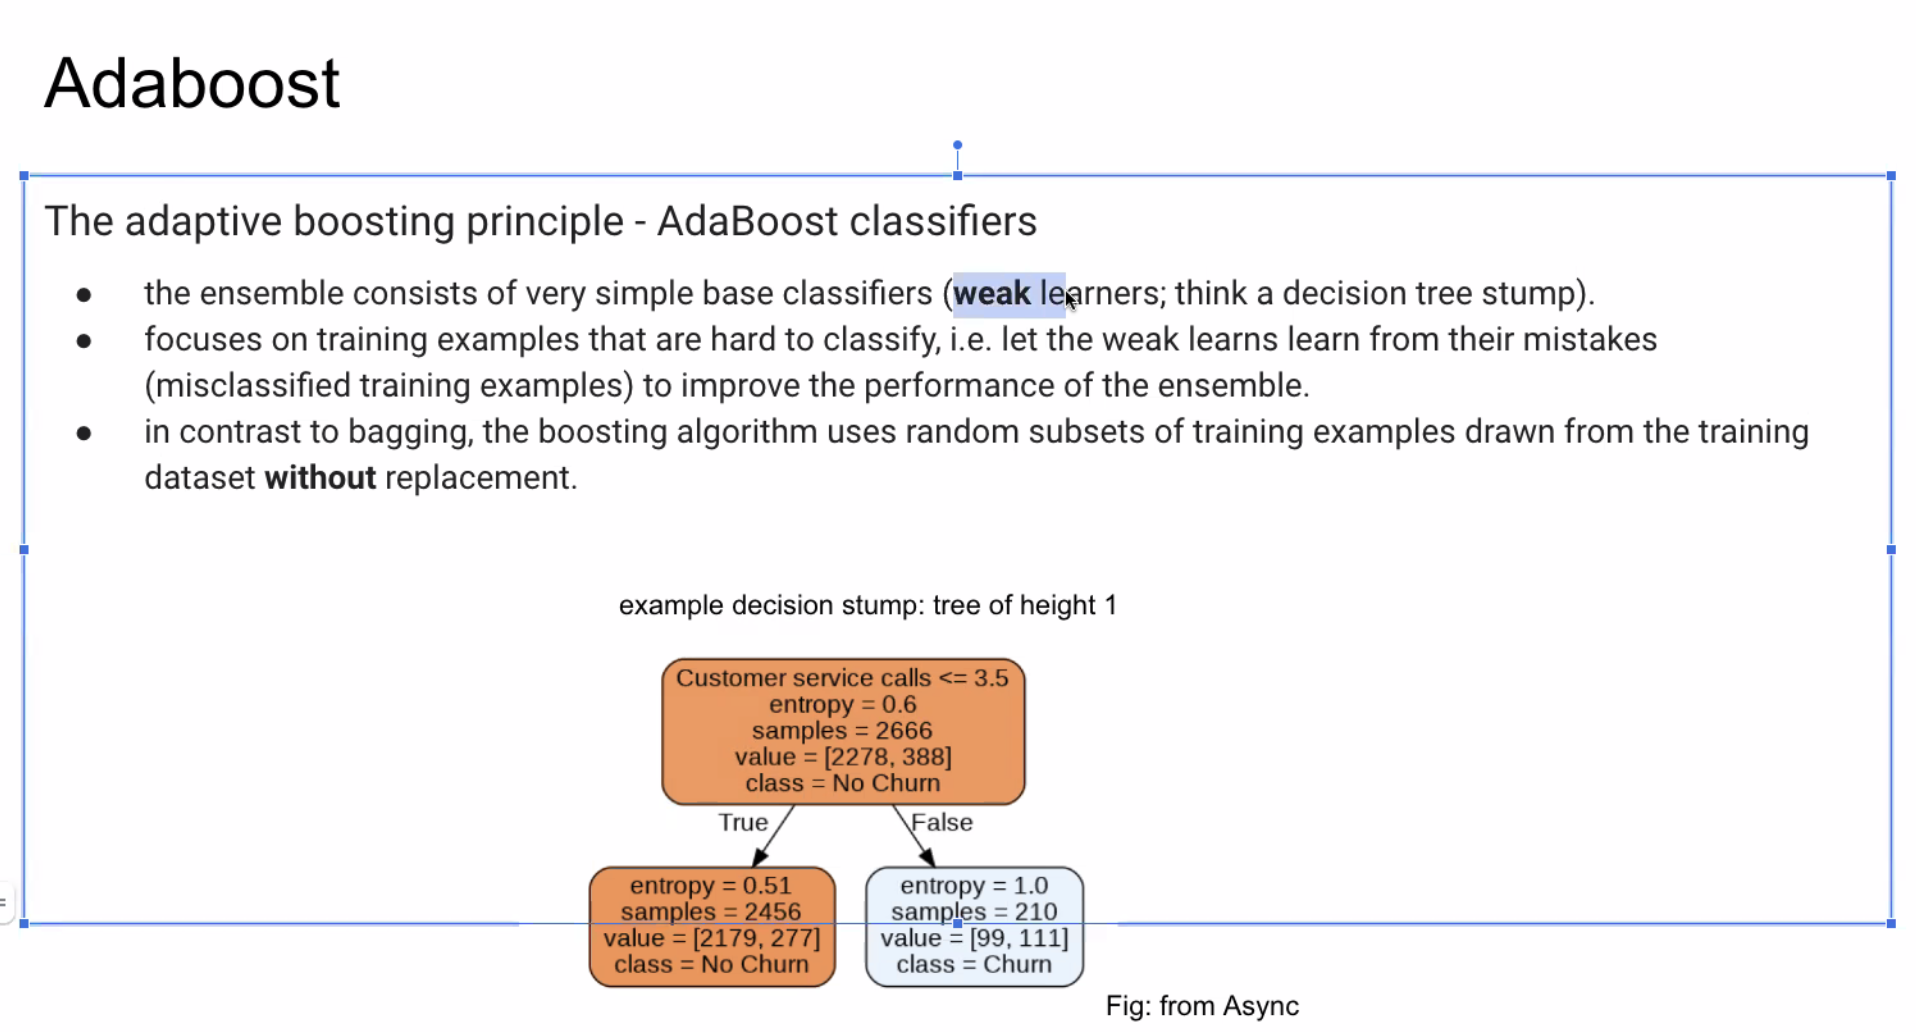 Adaboost
The adaptive boosting principle - AdaBoost classifiers
● the ensemble consists of very simple base classifiers (weak learners; think a decision tree stump).
● focuses on training examples that are hard to classify, i.e. let the weak learns learn from their mistakes
(misclassified training examples) to improve the performance of the ensemble.
● in contrast to bagging, the boosting algorithm uses random subsets of training examples drawn from the training
dataset without replacement.
example decision stump: tree of height 1
Customer service calls <= 3.5
entropy = 0.6
samples = 2666
value = [2278, 388]
class = No Churn
True
False
entropy = 0.51
samples = 2456
value = [2179, 277]
class = No Churn
entropy = 1.0
samples = 210
value = [99, 111]
class = Churn
Fig: from Async